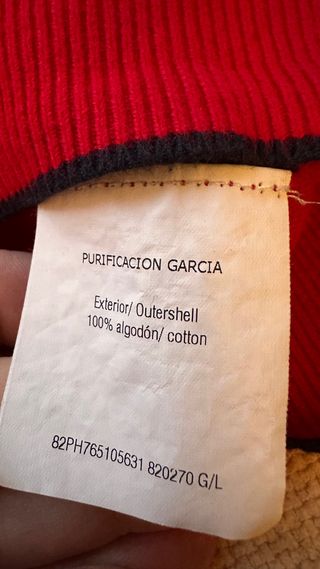 PURIFICACION GARCIA
Exterior/ Outershell
100% algodón/ cotton
82PH765105631 820270 G/L